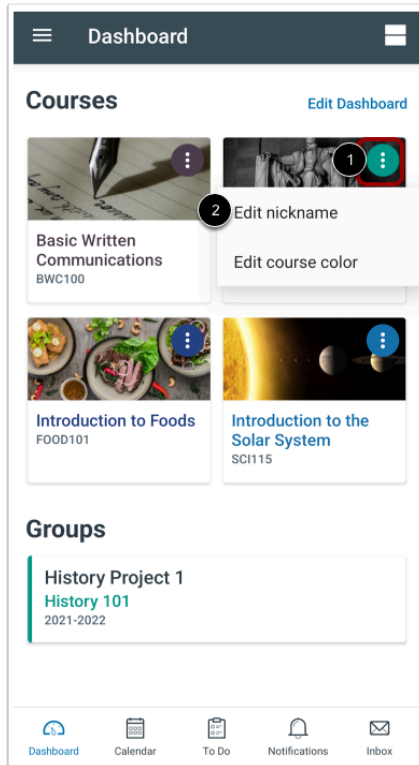 Dashboard
Courses
Edit Dashboard
1
2
Edit nickname
Edit course color
Basic Written
Communications
BWC100
Introduction to Foods
FOOD101
Introduction to the
Solar System
SCI115
Groups
History Project 1
History 101
2021-2022
Dashboard
Calendar
To Do
Notifications
Inbox